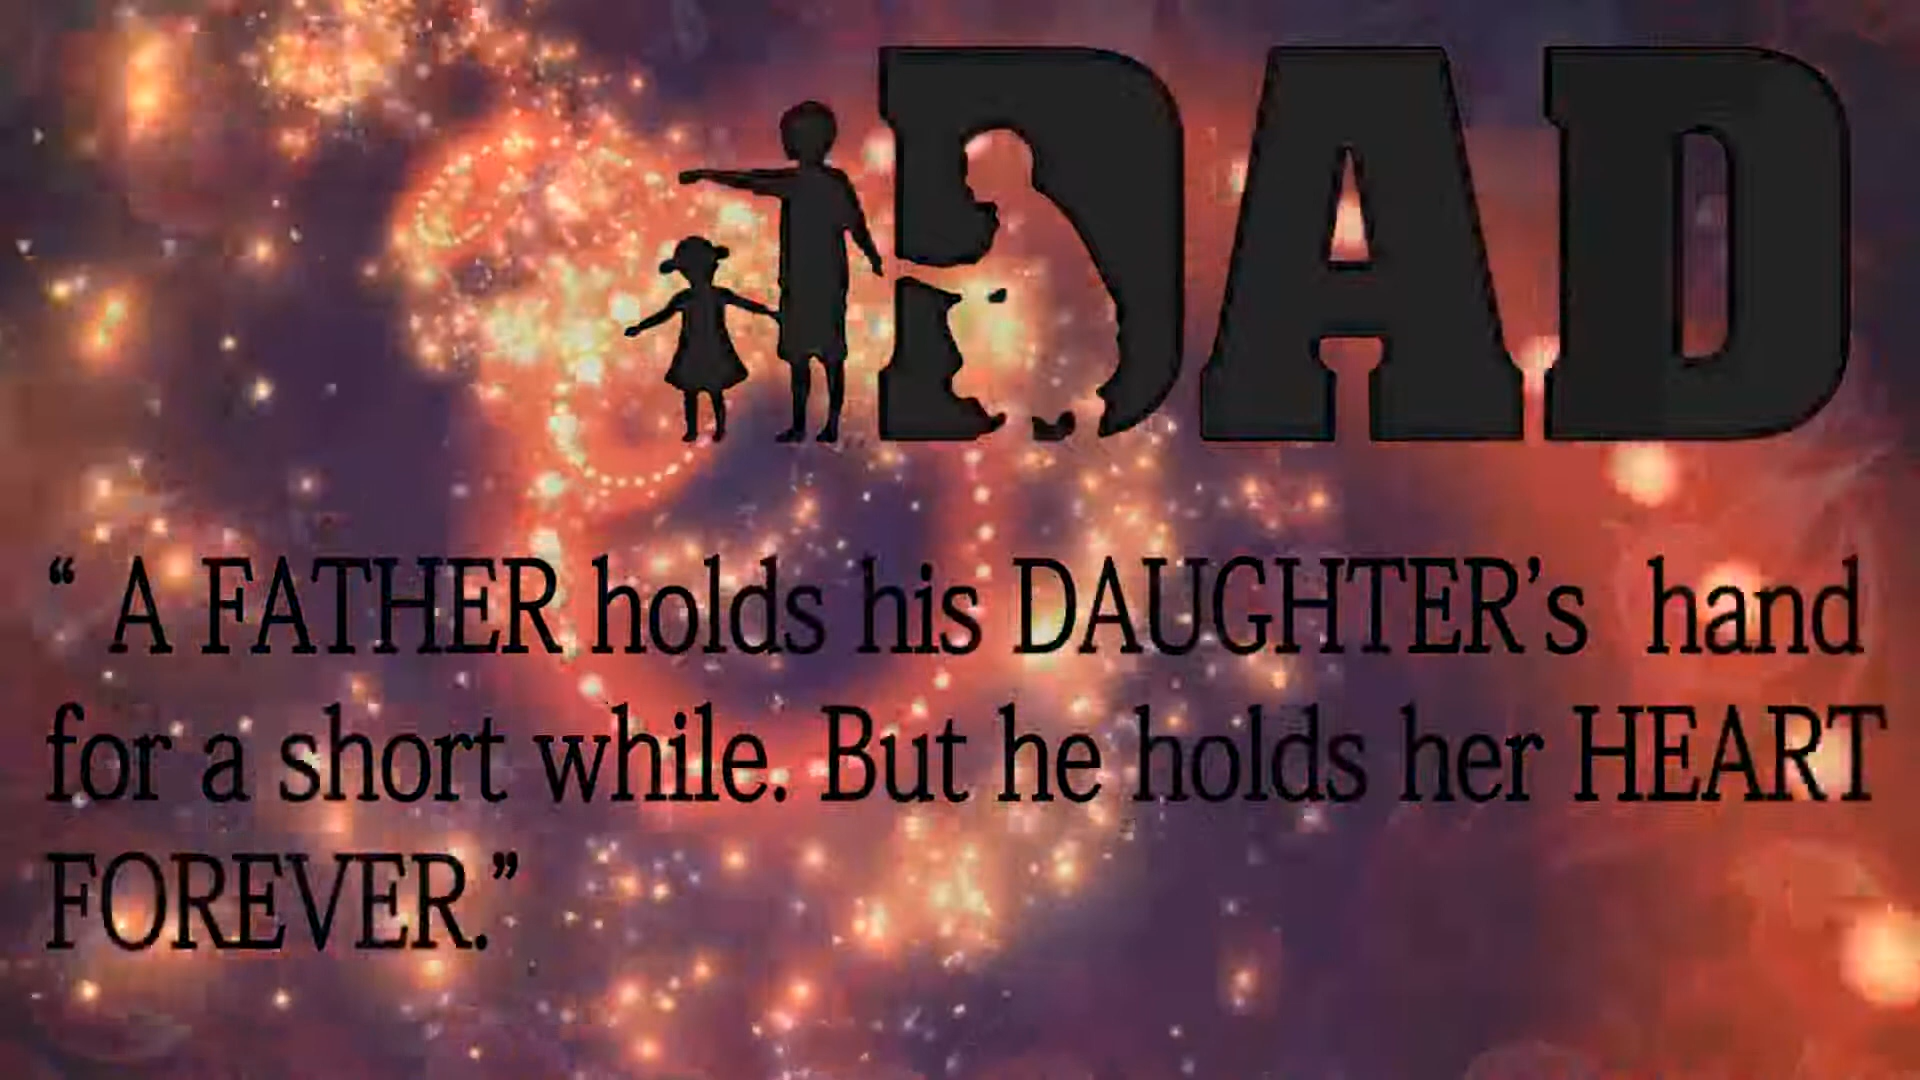 DAD
“ A FATHER holds his DAUGHTER’s hand
for a short while. But he holds her HEART
FOREVER.”